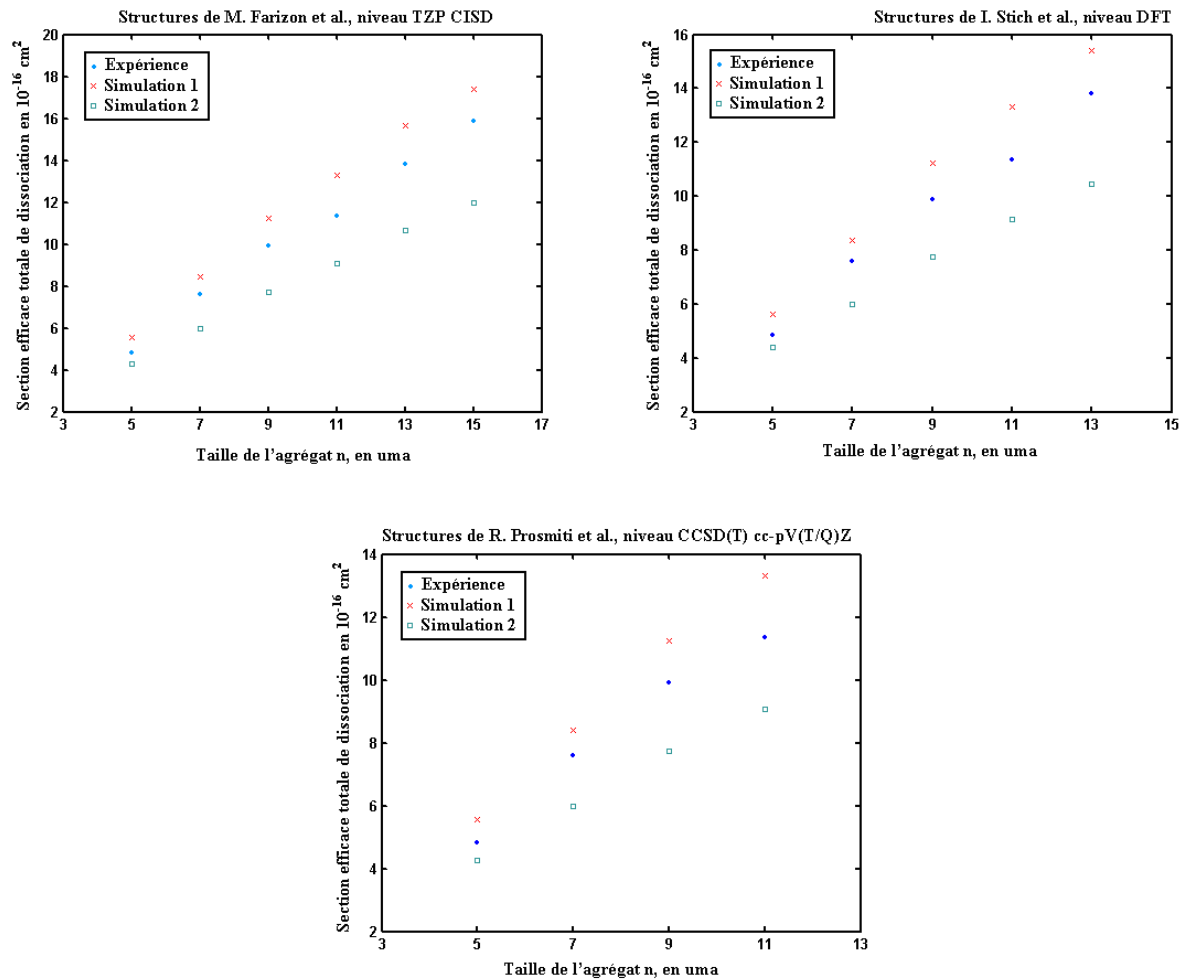 Structures de M. Farizon et al., niveau TZP CISD
20
18
16
14
12
10
8
6
4
2
Section efficace totale de dissociation en 10⁻¹⁶ cm²
Expérience
Simulation 1
Simulation 2
3 5 7 9 11 13 15 17
Taille de l'agrégat n, en uma
Structures de I. Stich et al., niveau DFT
16
14
12
10
8
6
4
2
Section efficace totale de dissociation en 10⁻¹⁶ cm²
Expérience
Simulation 1
Simulation 2
3 5 7 9 11 13 15
Taille de l'agrégat n, en uma
Structures de R. Prosmiti et al., niveau CCSD(T) cc-pV(T/Q)Z
14
12
10
8
6
4
2
Section efficace totale de dissociation en 10⁻¹⁶ cm²
Expérience
Simulation 1
Simulation 2
3 5 7 9 11 13
Taille de l'agrégat n, en uma